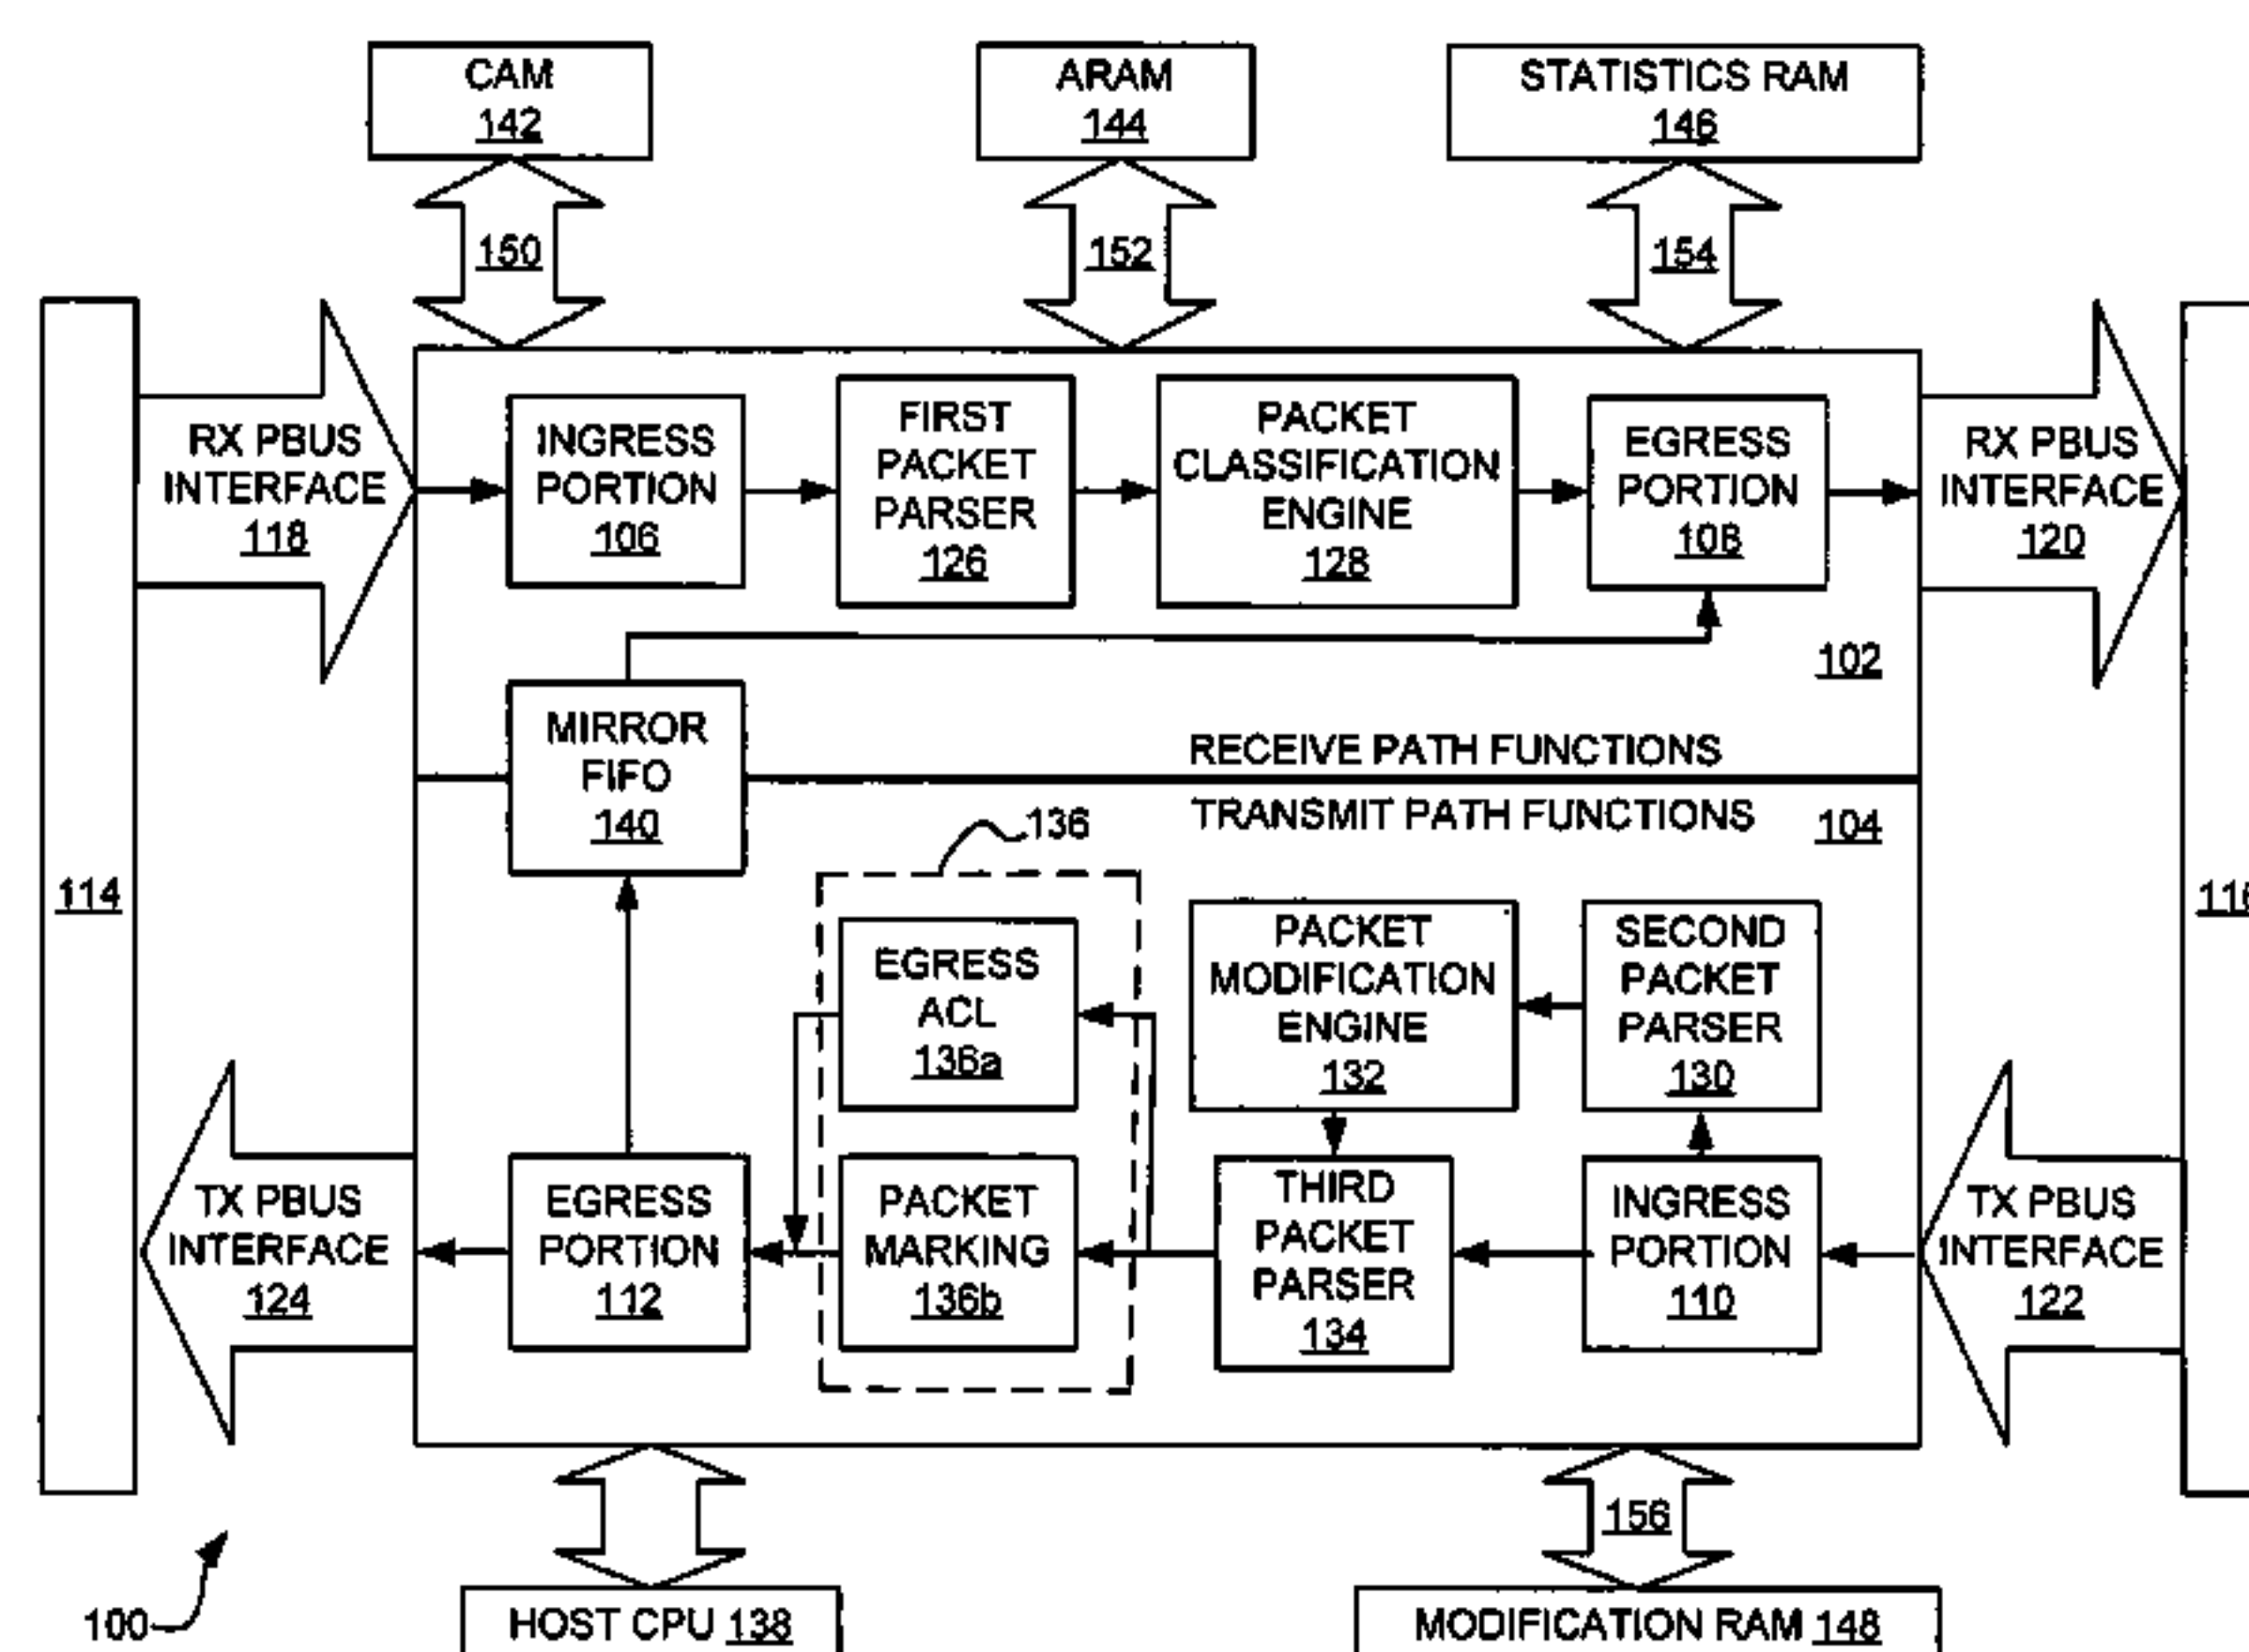 CAM
142
ARAM
144
STATISTICS RAM
146
150
152
154
RX PBUS
INTERFACE
118
INGRESS
PORTION
106
FIRST
PACKET
PARSER
126
PACKET
CLASSIFICATION
ENGINE
128
EGRESS
PORTION
108
RX PBUS
INTERFACE
120
102
MIRROR
FIFO
140
RECEIVE PATH FUNCTIONS
TRANSMIT PATH FUNCTIONS
104
136
114
116
EGRESS
ACL
136a
PACKET
MODIFICATION
ENGINE
132
SECOND
PACKET
PARSER
130
TX PBUS
INTERFACE
124
EGRESS
PORTION
112
PACKET
MARKING
136b
THIRD
PACKET
PARSER
134
INGRESS
PORTION
110
TX PBUS
INTERFACE
122
156
100
HOST CPU 138
MODIFICATION RAM 148